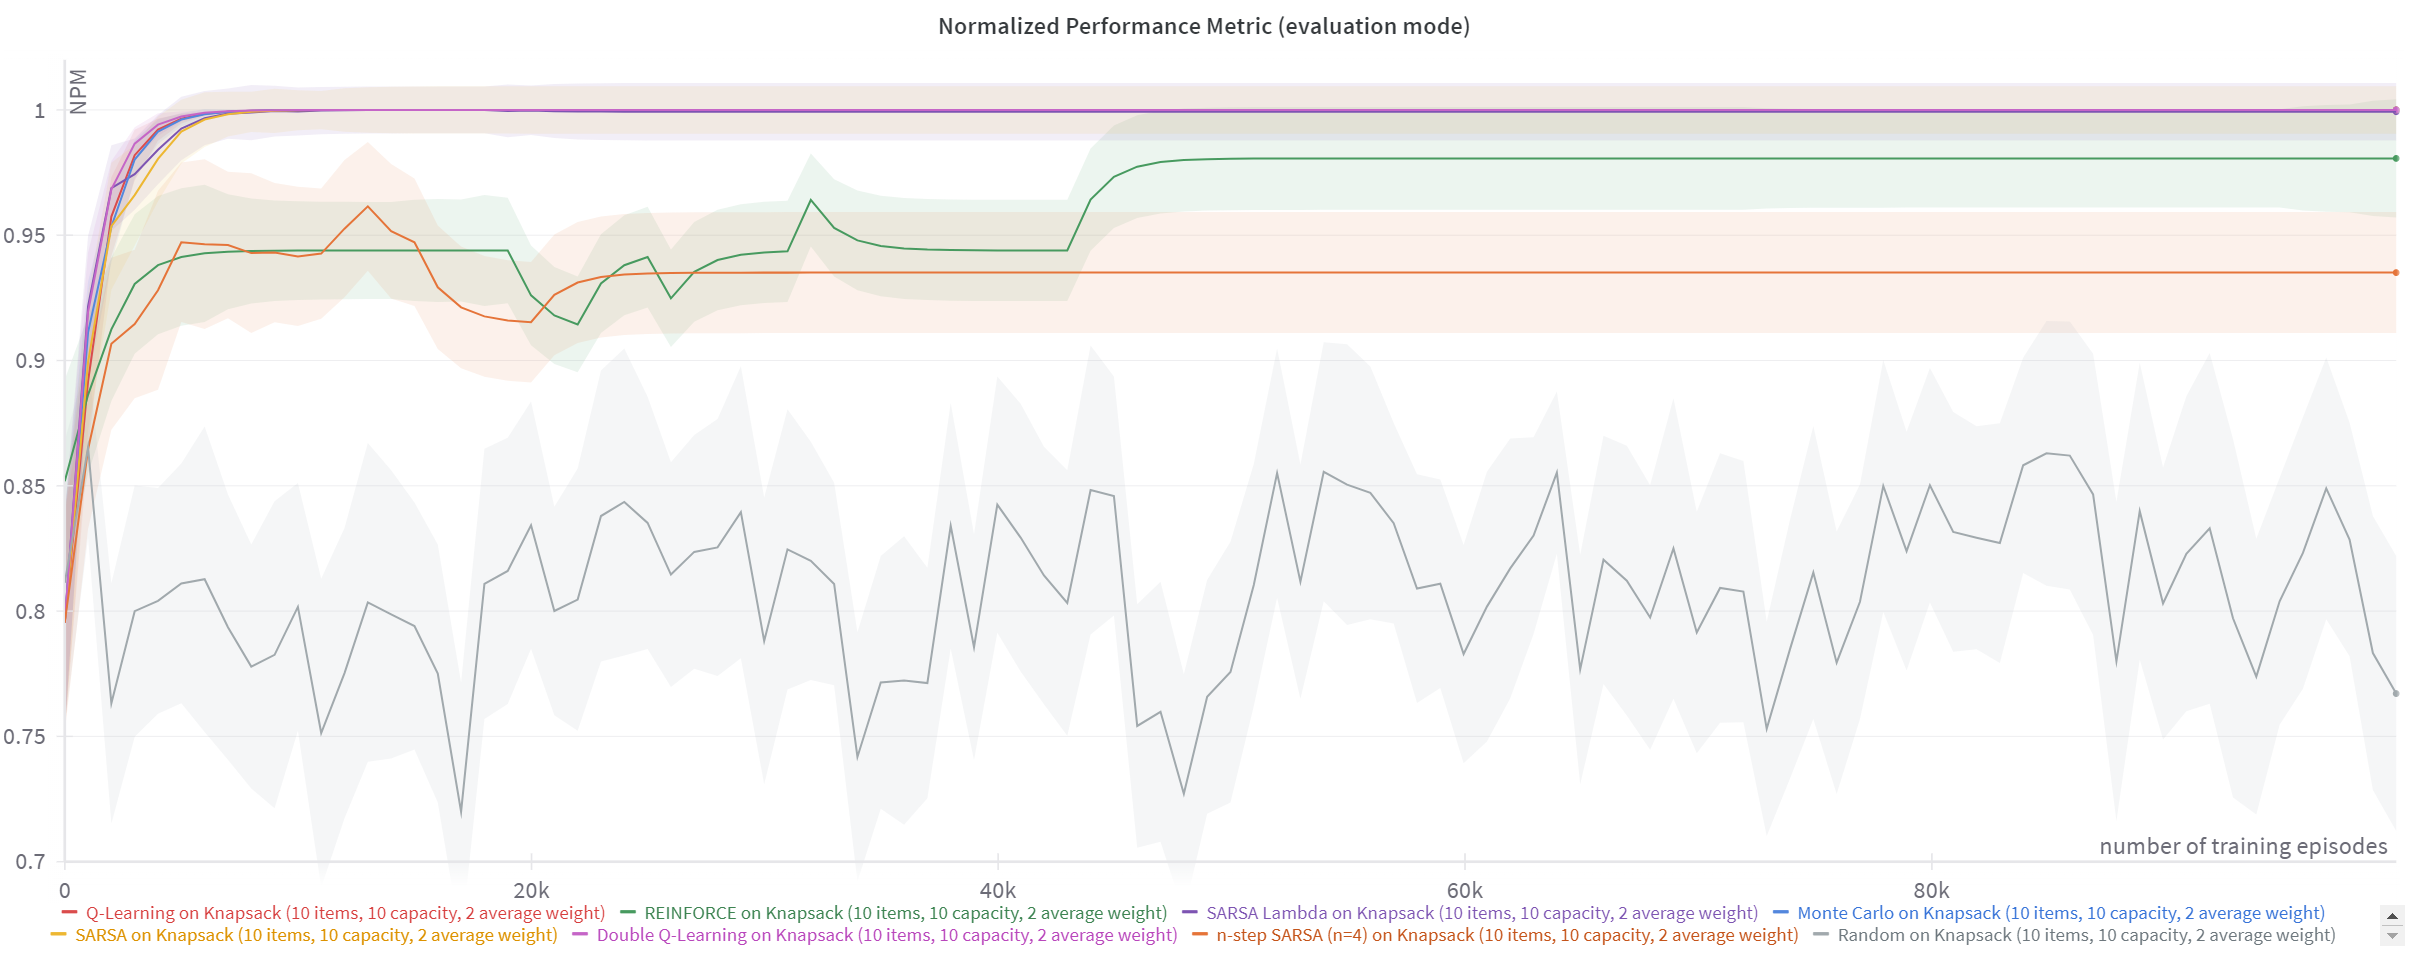 Normalized Performance Metric (evaluation mode)
NPM
1
0.95
0.9
0.85
0.8
0.75
0.7
number of training episodes
0 20k 40k 60k 80k
Q-Learning on Knapsack (10 items, 10 capacity, 2 average weight) REINFORCE on Knapsack (10 items, 10 capacity, 2 average weight) SARSA Lambda on Knapsack (10 items, 10 capacity, 2 average weight) Monte Carlo on Knapsack (10 items, 10 capacity, 2 average weight)
SARSA on Knapsack (10 items, 10 capacity, 2 average weight) Double Q-Learning on Knapsack (10 items, 10 capacity, 2 average weight) n-step SARSA (n=4) on Knapsack (10 items, 10 capacity, 2 average weight) Random on Knapsack (10 items, 10 capacity, 2 average weight)